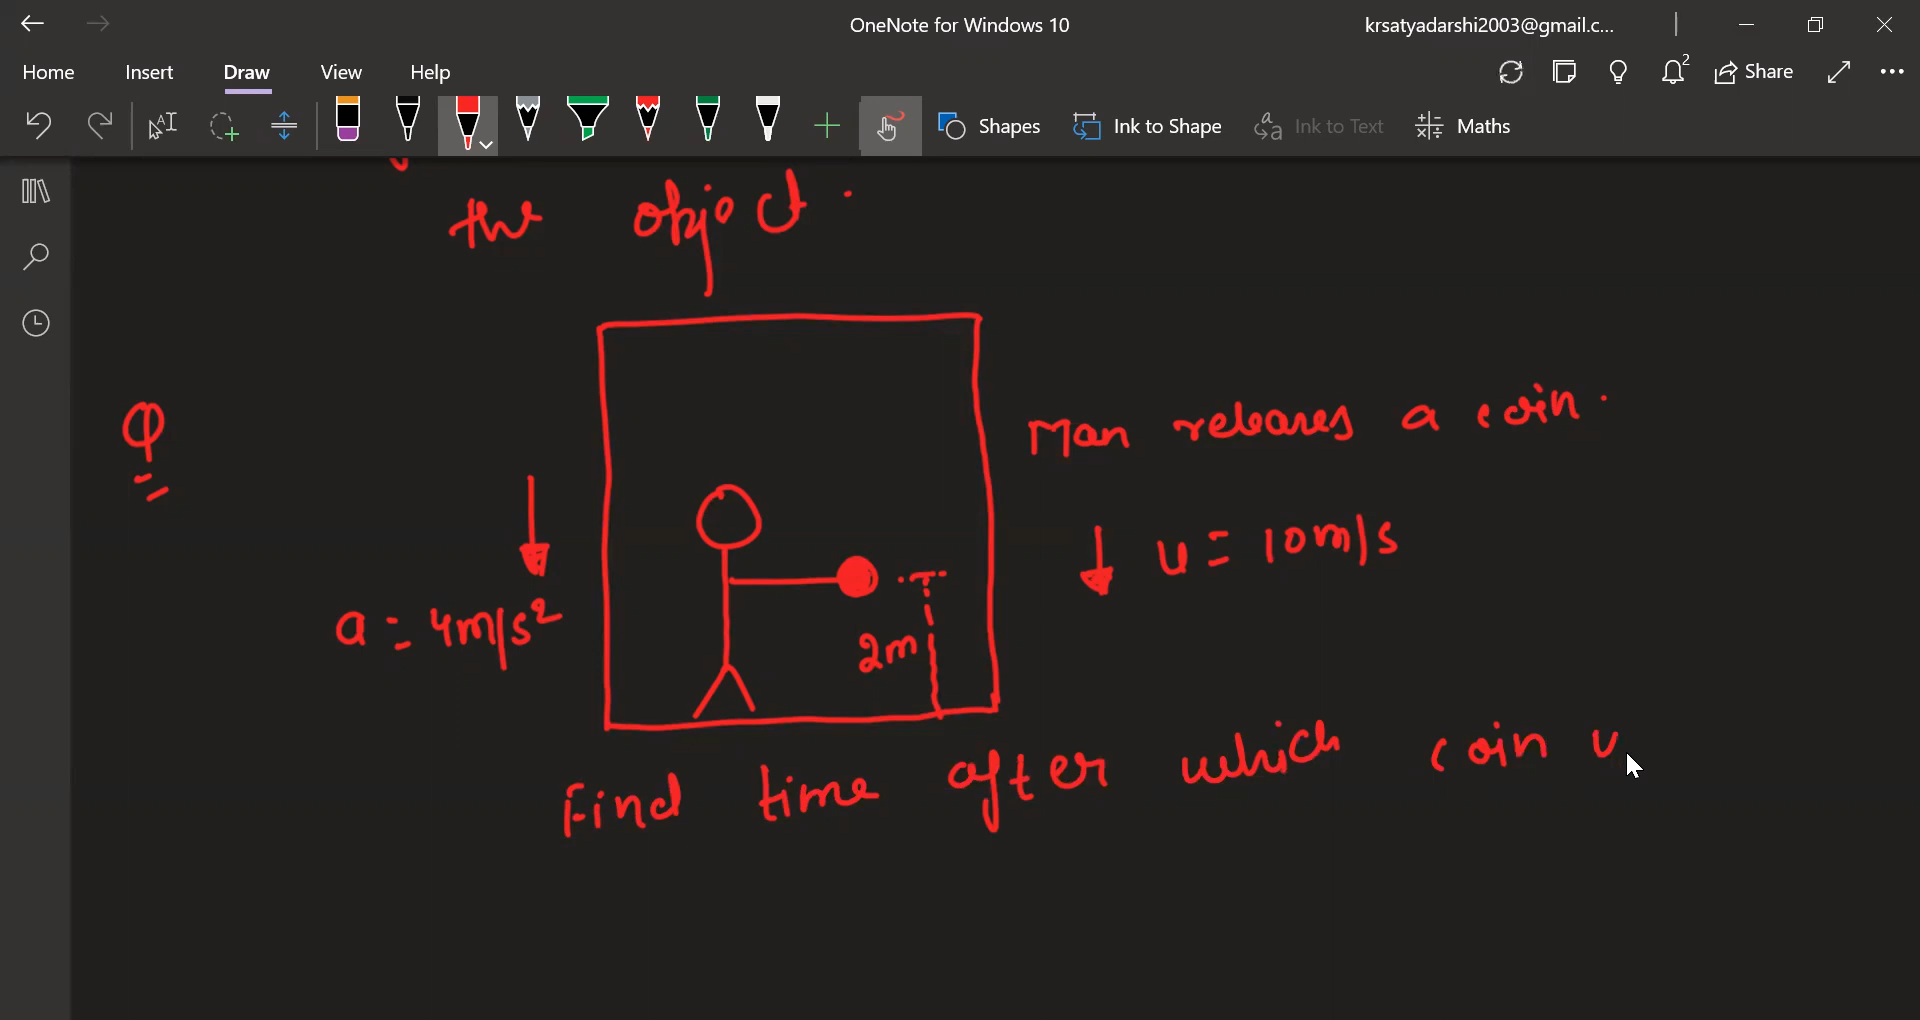 OneNote for Windows 10
krsatyadarshi2003@gmail.c...
Home Insert Draw View Help
2 Share
Shapes Ink to Shape Ink to Text Maths
the object.
Q
Man releases a coin.
u = 10m/s
a = 4m/s²
2m
Find time after which coin